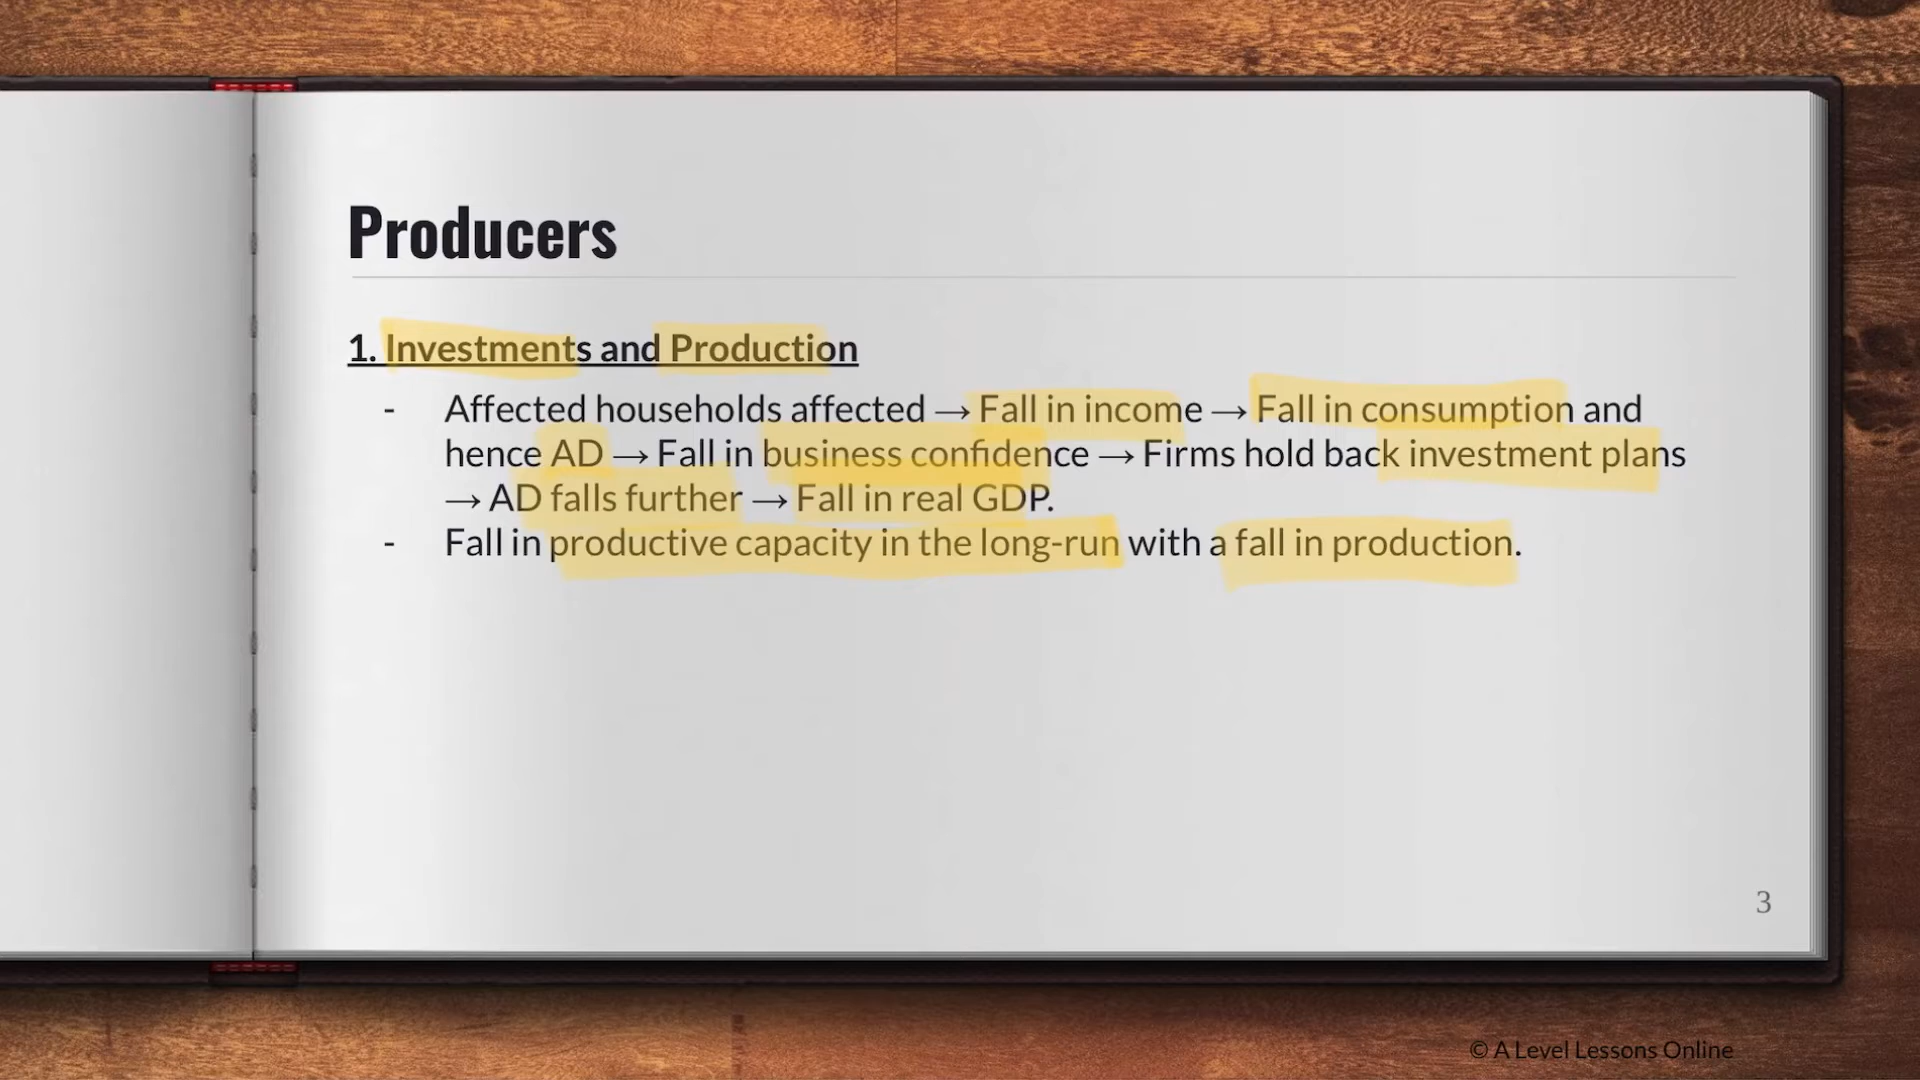 Producers
1. Investments and Production
- Affected households affected → Fall in income → Fall in consumption and
hence AD → Fall in business confidence → Firms hold back investment plans
→ AD falls further → Fall in real GDP.
- Fall in productive capacity in the long-run with a fall in production.
3
© A Level Lessons Online